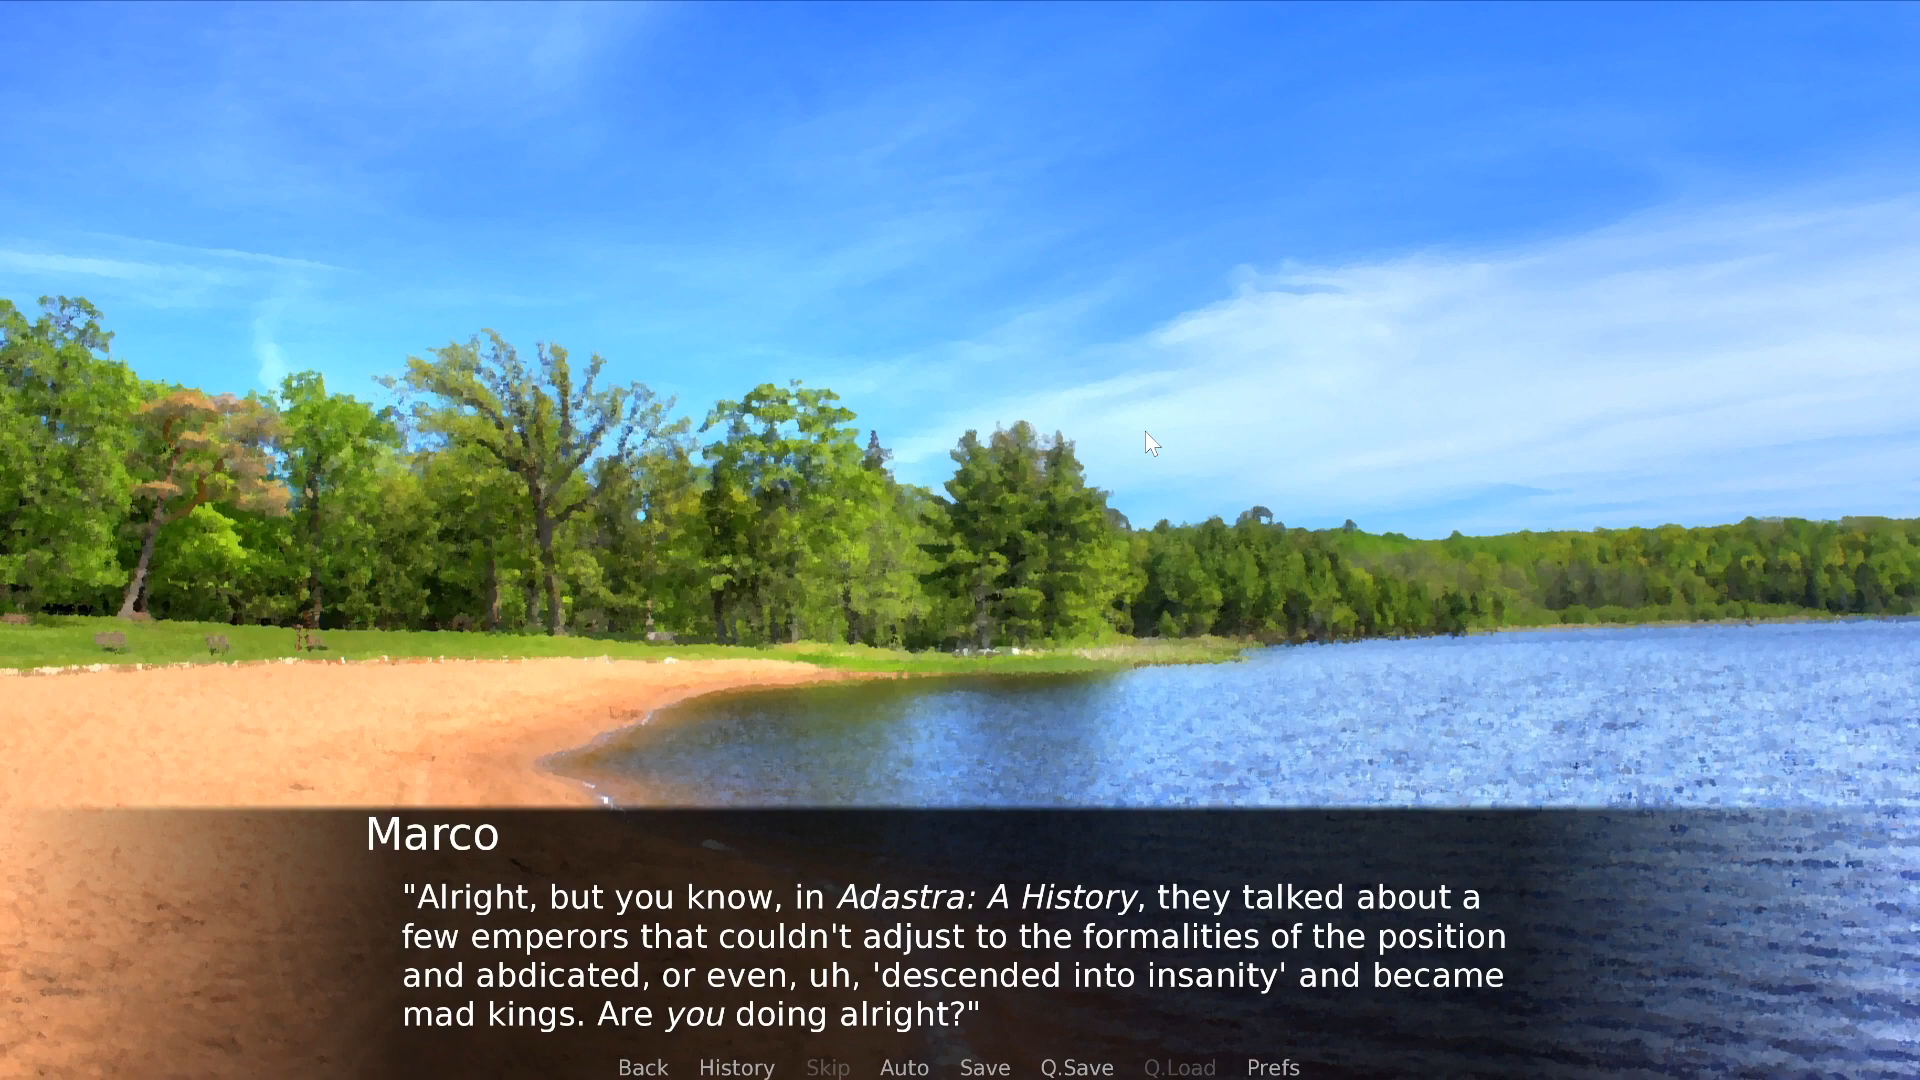 Marco
"Alright, but you know, in Adastra: A History, they talked about a
few emperors that couldn't adjust to the formalities of the position
and abdicated, or even, uh, 'descended into insanity' and became
mad kings. Are you doing alright?"
Back History Skip Auto Save Q.Save Q.Load Prefs